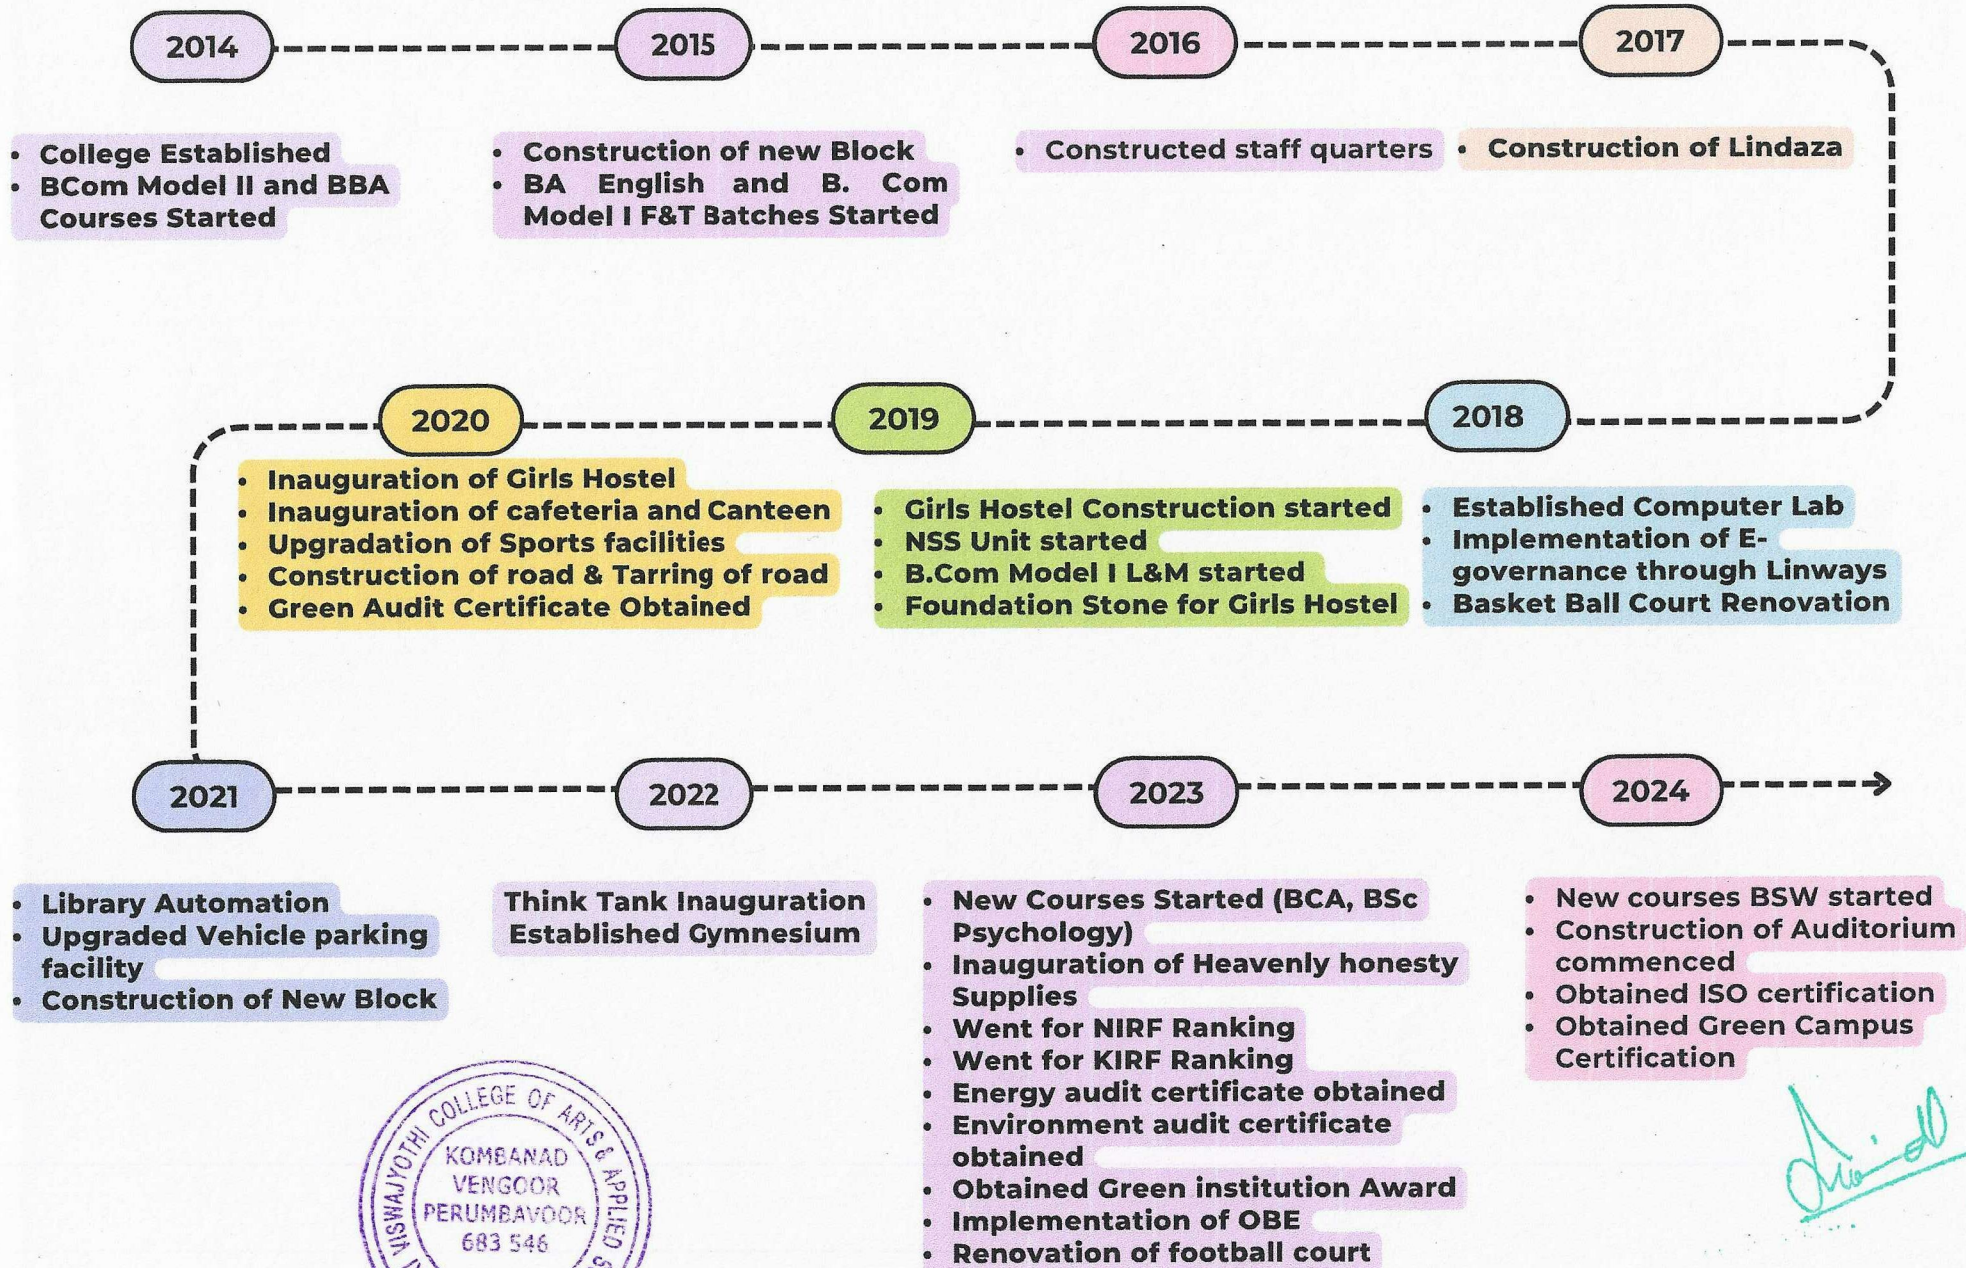 2014
2015
2016
2017
College Established
BCom Model II and BBA
Courses Started
Construction of new Block
BA English and B. Com
Model I F&T Batches Started
Constructed staff quarters
Construction of Lindaza
2020
2019
2018
Inauguration of Girls Hostel
Inauguration of cafeteria and Canteen
Upgradation of Sports facilities
Construction of road & Tarring of road
Green Audit Certificate Obtained
Girls Hostel Construction started
NSS Unit started
B.Com Model I L&M started
Foundation Stone for Girls Hostel
Established Computer Lab
Implementation of E-
governance through Linways
Basket Ball Court Renovation
2021
2022
2023
2024
Library Automation
Upgraded Vehicle parking
facility
Construction of New Block
Think Tank Inauguration
Established Gymnesium
New Courses Started (BCA, BSc
Psychology)
Inauguration of Heavenly honesty
Supplies
Went for NIRF Ranking
Went for KIRF Ranking
Energy audit certificate obtained
Environment audit certificate
obtained
Obtained Green institution Award
Implementation of OBE
Renovation of football court
New courses BSW started
Construction of Auditorium
commenced
Obtained ISO certification
Obtained Green Campus
Certification
VISWAJYOTHI COLLEGE OF ARTS & APPLIED
KOMBANAD
VENGOOR
PERUMBAVOOR
683 546